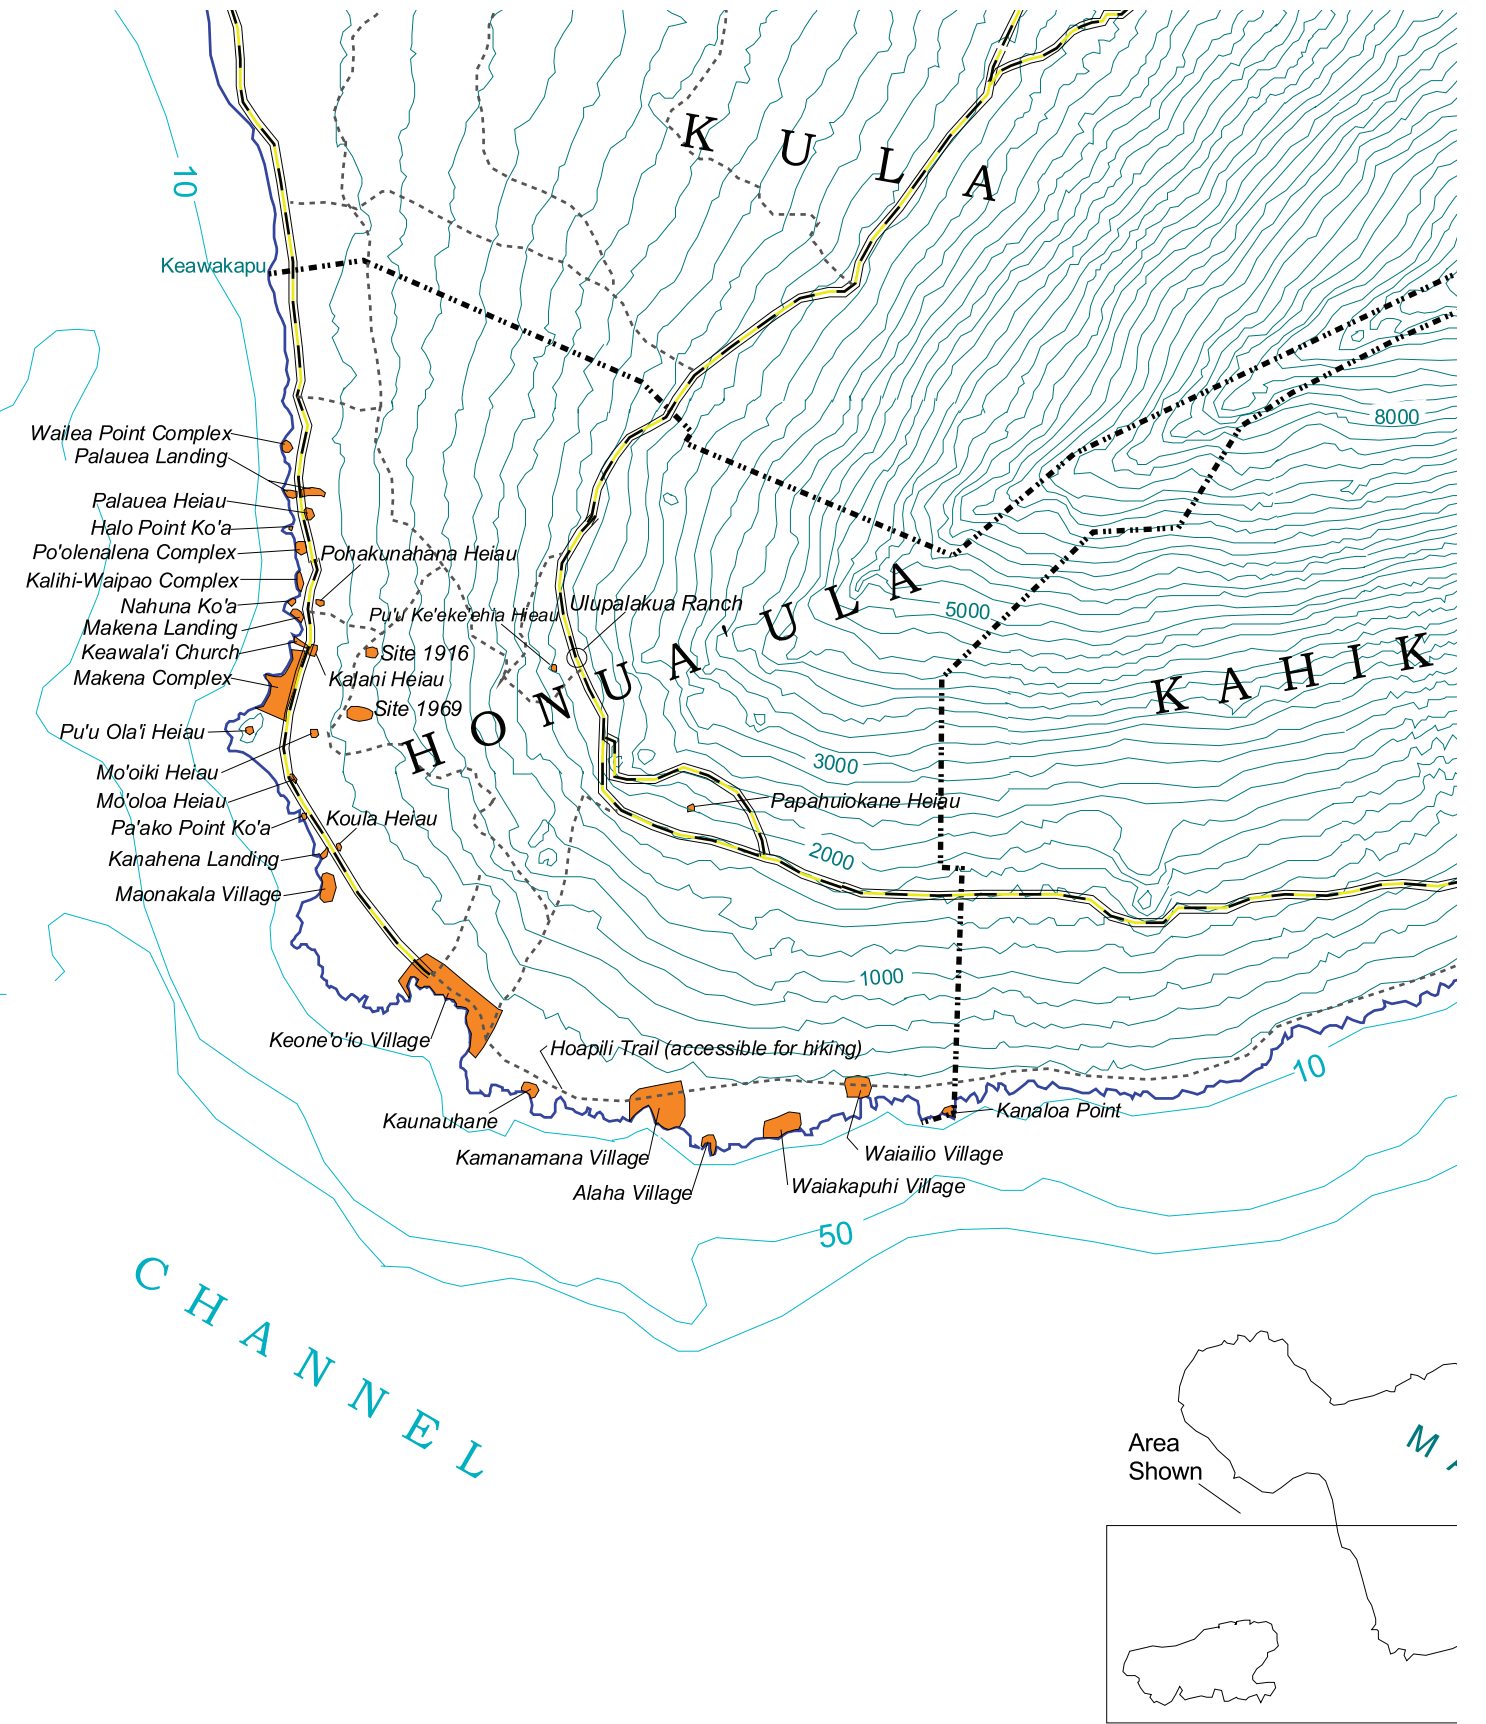 K U L A
10
Keawakapu
8000
Wailea Point Complex
Palauea Landing
Palauea Heiau
Halo Point Ko'a
Po'olenalena Complex
Pohakunahana Heiau
Kalihi-Waipao Complex
Nahuna Ko'a
Pu'u Ke'eke'ehia Hieau
Ulupalakua Ranch
5000
Makena Landing
Keawala'i Church
Site 1916
Makena Complex
Kalani Heiau
Site 1969
HONUA'ULA
KAHIK
Pu'u Ola'i Heiau
Mo'oiki Heiau
3000
Mo'oloa Heiau
Papahuiokane Heiau
Pa'ako Point Ko'a
Koula Heiau
Kanahena Landing
2000
Maonakala Village
1000
Keone'o'io Village
Hoapili Trail (accessible for hiking)
10
Kaunauhane
Kanaloa Point
Kamanamana Village
Waiailio Village
Alaha Village
Waiakapuhi Village
50
CHANNEL
Area
Shown